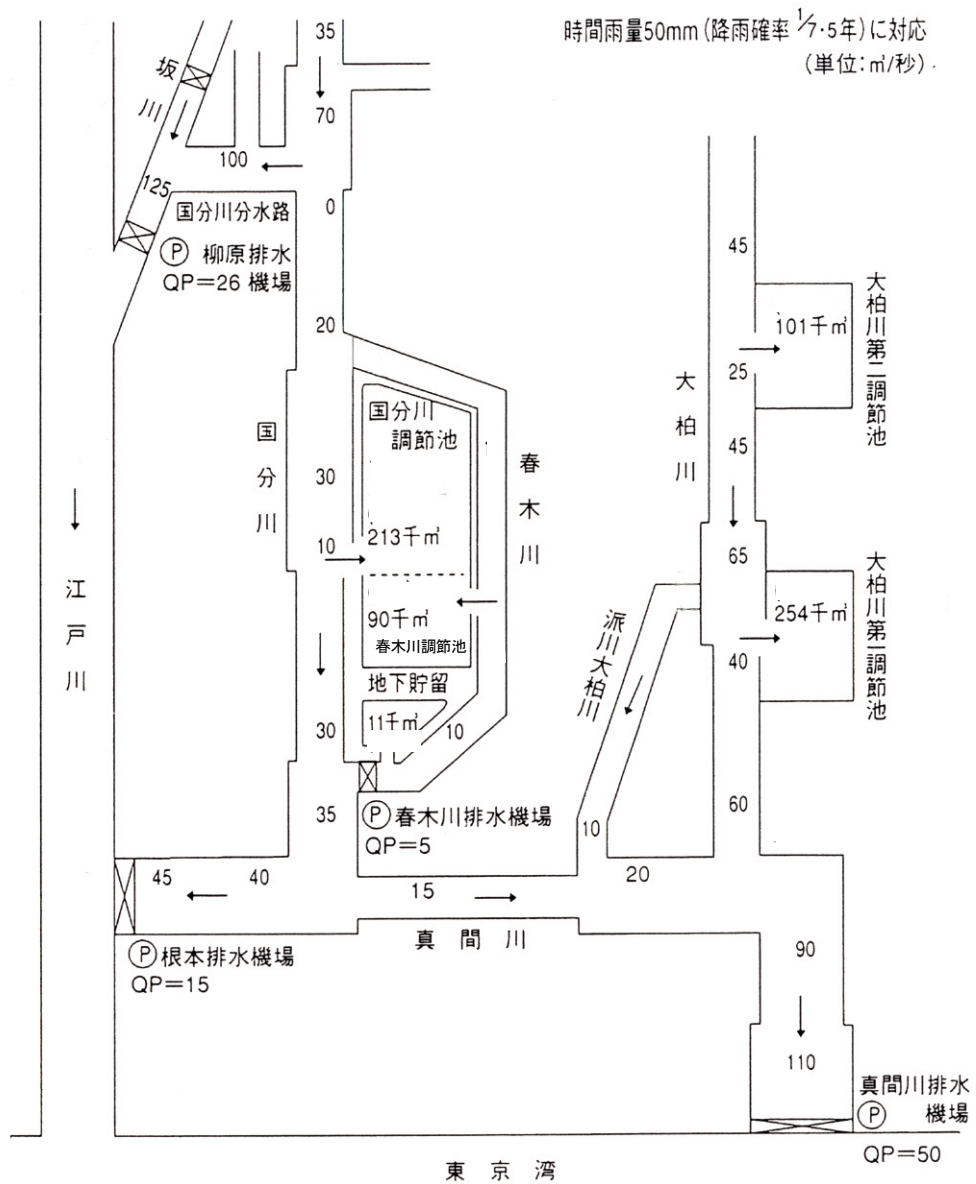 時間雨量50mm(降雨確率 1/7・5年)に対応
(単位:㎥/秒)
35
坂川
70
100
125
0
国分川分水路
Ⓟ 柳原排水
QP=26 機場
20
45
101千㎥
大柏川第二調節池
25
45
大柏川
国分川
調節池
国分川
30
春木川
213千㎥
10
65
大柏川第一調節池
254千㎥
90千㎥
春木川調節池
派川大柏川
40
江戸川
地下貯留
11千㎥
30
10
60
35
Ⓟ 春木川排水機場
QP=5
10
45
40
15
20
真間川
Ⓟ 根本排水機場
QP=15
90
110
真間川排水
Ⓟ 機場
QP=50
東京湾